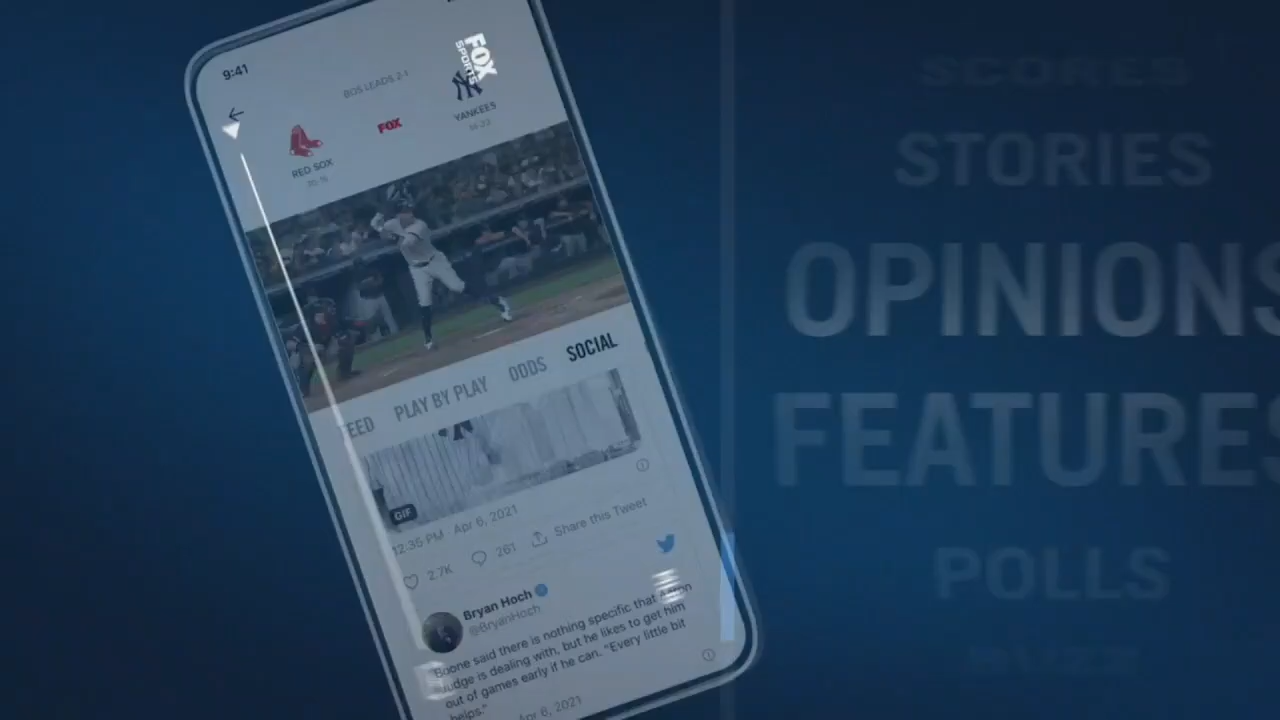 9:41
FOX
SPORTS
BOS LEADS 2-1
RED SOX
FOX
YANKEES
FEED PLAY BY PLAY ODDS SOCIAL
GIF
12:35 PM Apr 6, 2021
2.7K 261 Share this Tweet
Bryan Hoch
@BryanHoch
Boone said there is nothing specific that Aaron
Judge is dealing with, but he likes to get him
out of games early if he can. "Every little bit
helps."
Apr 6, 2021
SCORES
STORIES
OPINIONS
FEATURES
POLLS